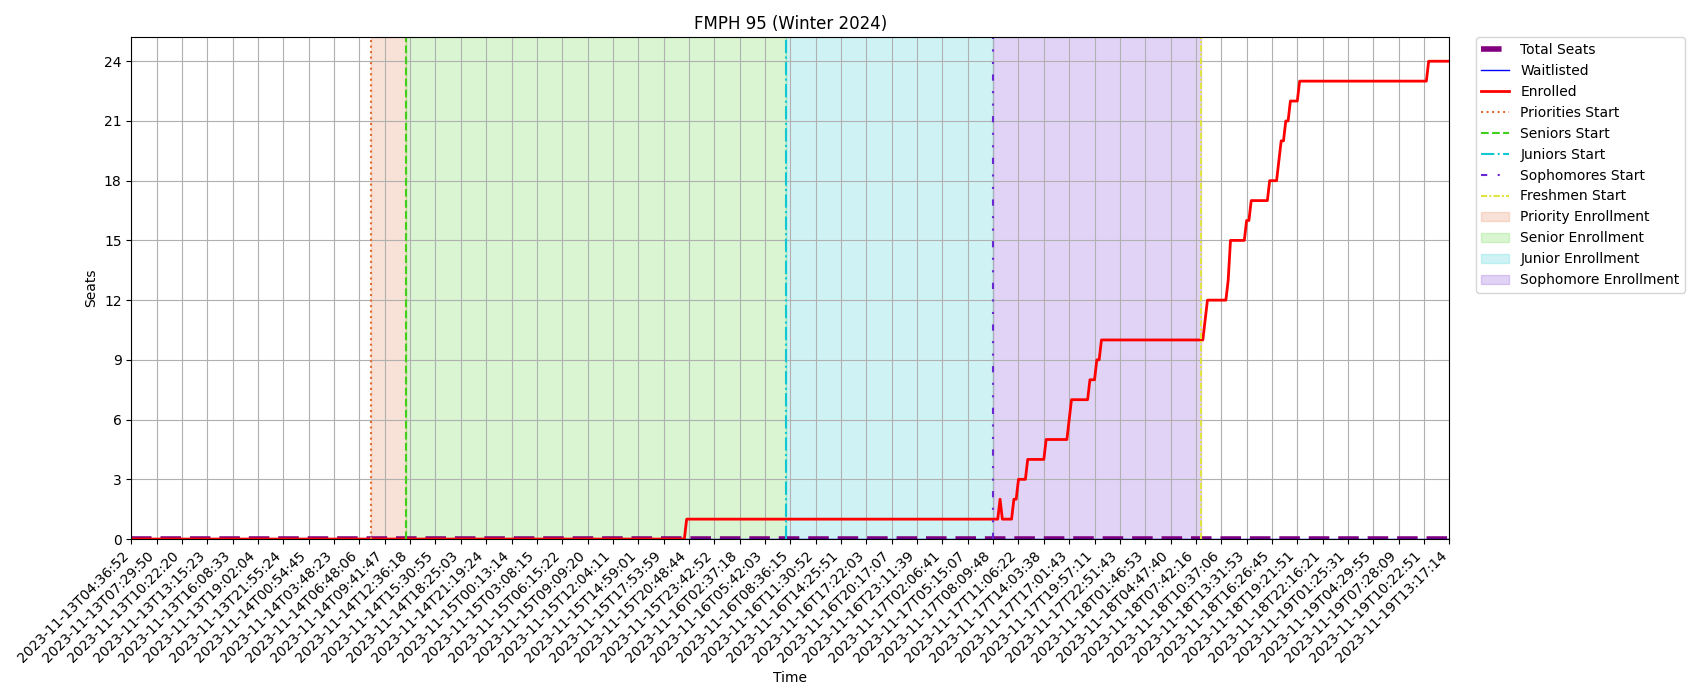 FMPH 95 (Winter 2024)
Seats
24
21
18
15
12
9
6
3
0
2023-11-13T04:36:52
2023-11-13T07:29:50
2023-11-13T10:22:20
2023-11-13T13:15:23
2023-11-13T16:08:33
2023-11-13T19:02:04
2023-11-13T21:55:24
2023-11-14T00:54:45
2023-11-14T03:48:23
2023-11-14T06:48:06
2023-11-14T09:41:47
2023-11-14T12:36:18
2023-11-14T15:30:55
2023-11-14T18:25:03
2023-11-14T21:19:24
2023-11-15T00:13:14
2023-11-15T03:08:15
2023-11-15T06:15:22
2023-11-15T09:09:20
2023-11-15T12:04:11
2023-11-15T14:59:01
2023-11-15T17:53:59
2023-11-15T20:48:44
2023-11-15T23:42:52
2023-11-16T02:37:18
2023-11-16T05:42:03
2023-11-16T08:36:15
2023-11-16T11:30:52
2023-11-16T14:25:51
2023-11-16T17:22:03
2023-11-16T20:17:07
2023-11-16T23:11:39
2023-11-17T02:06:41
2023-11-17T05:15:07
2023-11-17T08:09:48
2023-11-17T11:06:22
2023-11-17T14:03:38
2023-11-17T17:01:43
2023-11-17T19:57:11
2023-11-17T22:51:43
2023-11-18T01:46:53
2023-11-18T04:47:40
2023-11-18T07:42:16
2023-11-18T10:37:06
2023-11-18T13:31:53
2023-11-18T16:26:45
2023-11-18T19:21:51
2023-11-18T22:16:21
2023-11-19T01:25:31
2023-11-19T04:29:55
2023-11-19T07:28:09
2023-11-19T10:22:51
2023-11-19T13:17:14
Time
Total Seats
Waitlisted
Enrolled
Priorities Start
Seniors Start
Juniors Start
Sophomores Start
Freshmen Start
Priority Enrollment
Senior Enrollment
Junior Enrollment
Sophomore Enrollment